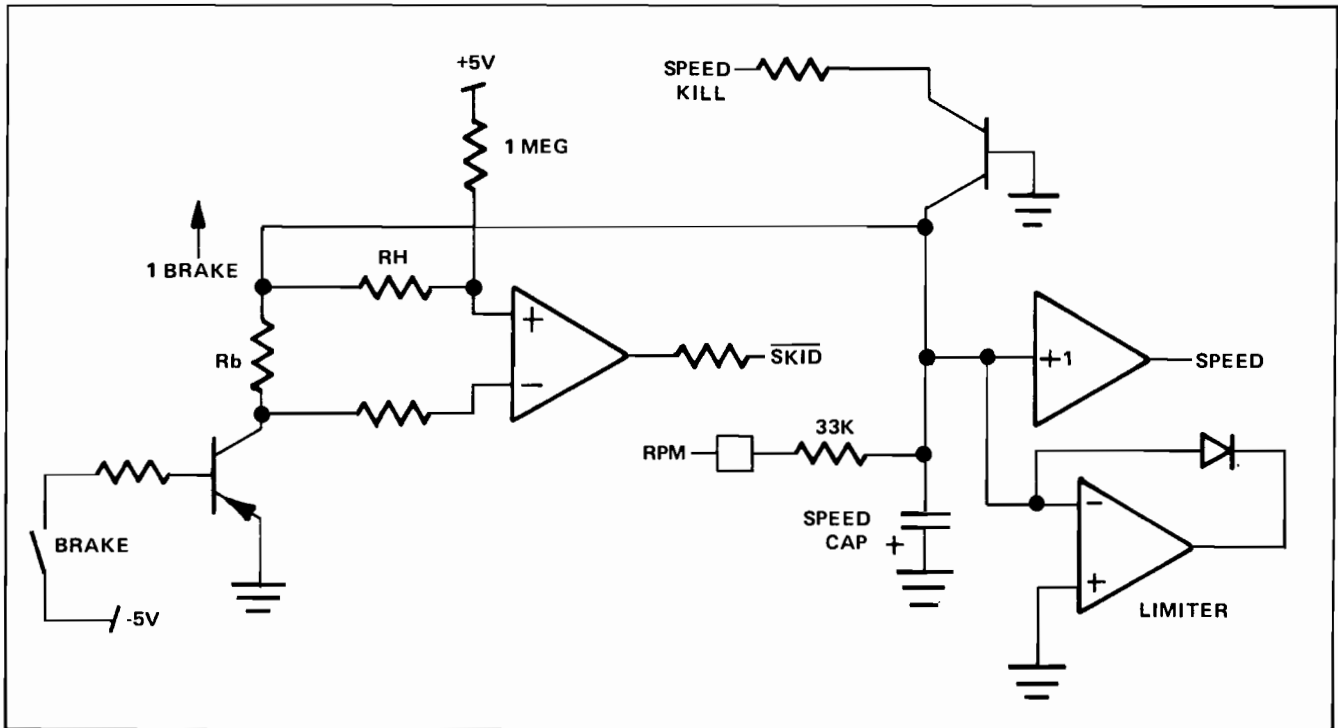 +5V
SPEED
KILL
1 MEG
1 BRAKE
RH
+
Rb
SKID
−
+1
SPEED
33K
RPM
BRAKE
SPEED
CAP +
−
+
-5V
LIMITER